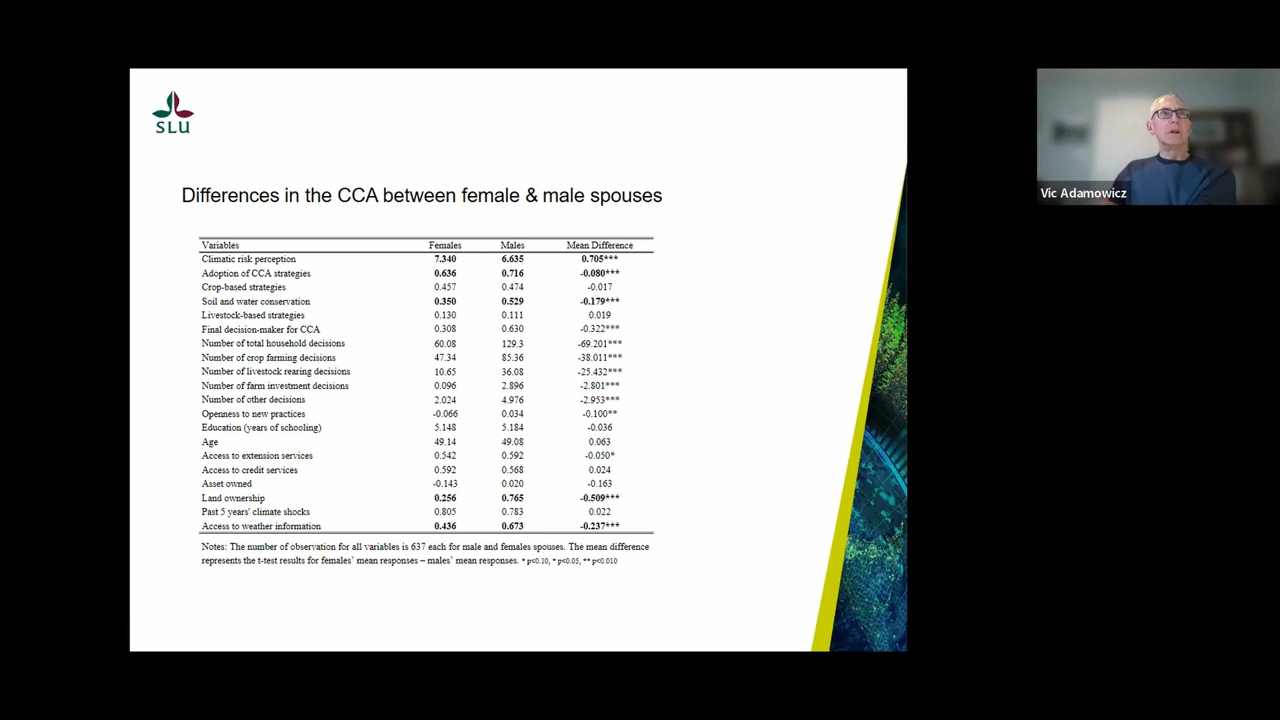 SLU
Differences in the CCA between female & male spouses
Variables Females Males Mean Difference
Climatic risk perception 7.340 6.635 0.705***
Adoption of CCA strategies 0.636 0.716 -0.080***
Crop-based strategies 0.457 0.474 -0.017
Soil and water conservation 0.350 0.529 -0.179***
Livestock-based strategies 0.130 0.111 0.019
Final decision-maker for CCA 0.308 0.630 -0.322***
Number of total household decisions 60.08 129.3 -69.201***
Number of crop farming decisions 47.34 85.36 -38.011***
Number of livestock rearing decisions 10.65 36.08 -25.432***
Number of farm investment decisions 0.096 2.896 -2.801***
Number of other decisions 2.024 4.976 -2.953***
Openness to new practices -0.066 0.034 -0.100**
Education (years of schooling) 5.148 5.184 -0.036
Age 49.14 49.08 0.063
Access to extension services 0.542 0.592 -0.050*
Access to credit services 0.592 0.568 0.024
Asset owned -0.143 0.020 -0.163
Land ownership 0.256 0.765 -0.509***
Past 5 years' climate shocks 0.805 0.783 0.022
Access to weather information 0.436 0.673 -0.237***
Notes: The number of observation for all variables is 637 each for male and females spouses. The mean difference
represents the t-test results for females’ mean responses – males’ mean responses. * p<0.10, * p<0.05, ** p<0.010
Vic Adamowicz